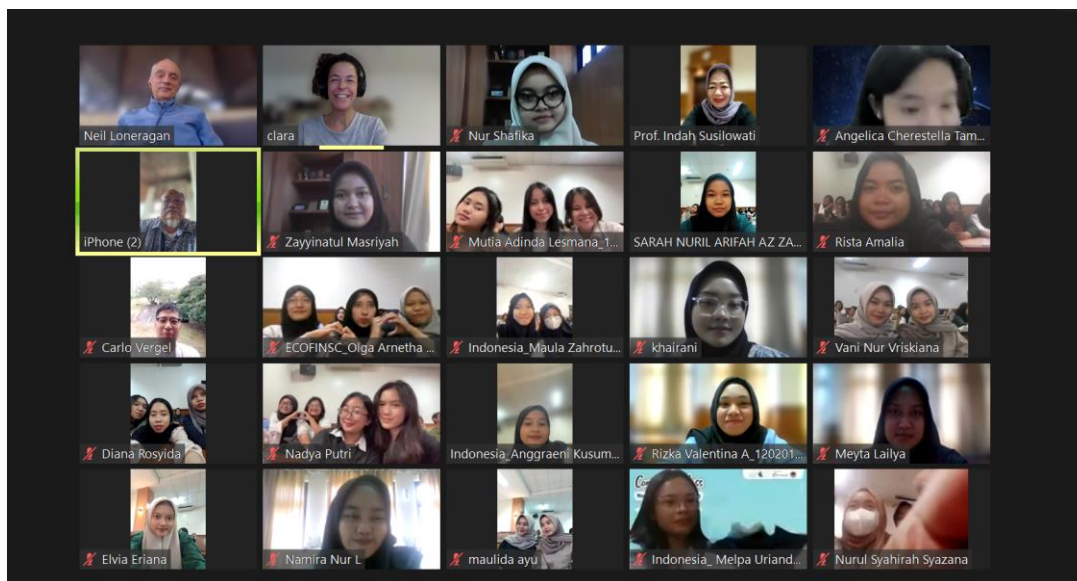 Neil Loneragan
clara
Nur Shafika
Prof. Indah Susilowati
Angelica Cherestella Tam...
iPhone (2)
Zayyinatul Masriyah
Mutia Adinda Lesmana_1...
SARAH NURIL ARIFAH AZ ZA...
Rista Amalia
Carlo Vergel
ECOFINSC_Olga Arnetha ...
Indonesia_Maula Zahrotu...
khairani
Vani Nur Vriskiana
Diana Rosyida
Nadya Putri
Indonesia_Anggraeni Kusum...
Rizka Valentina A_120201...
Meyta Lailya
Elvia Eriana
Namira Nur L
maulida ayu
Indonesia_ Melpa Uriand...
Nurul Syahirah Syazana